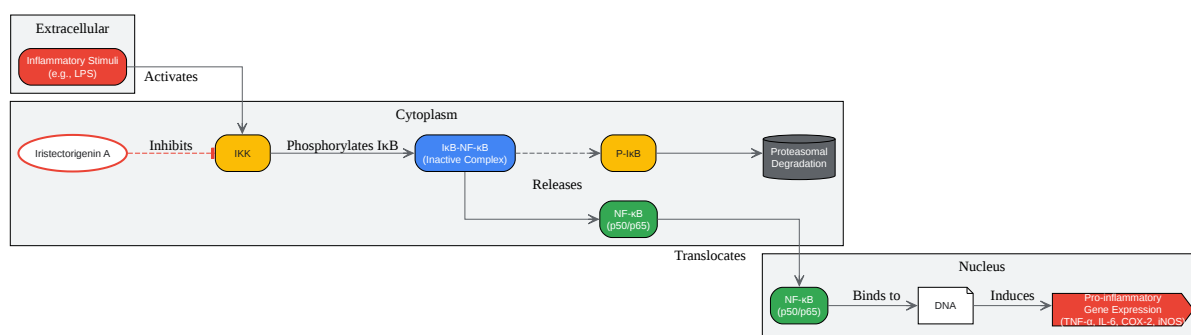 Extracellular
Inflammatory Stimuli
(e.g., LPS)
Activates
Cytoplasm
Iristectorigenin A
Inhibits
IKK
Phosphorylates IκB
IκB-NF-κB
(Inactive Complex)
P-IκB
Proteasomal
Degradation
Releases
NF-κB
(p50/p65)
Translocates
Nucleus
NF-κB
(p50/p65)
Binds to
DNA
Induces
Pro-inflammatory
Gene Expression
(TNF-α, IL-6, COX-2, iNOS)